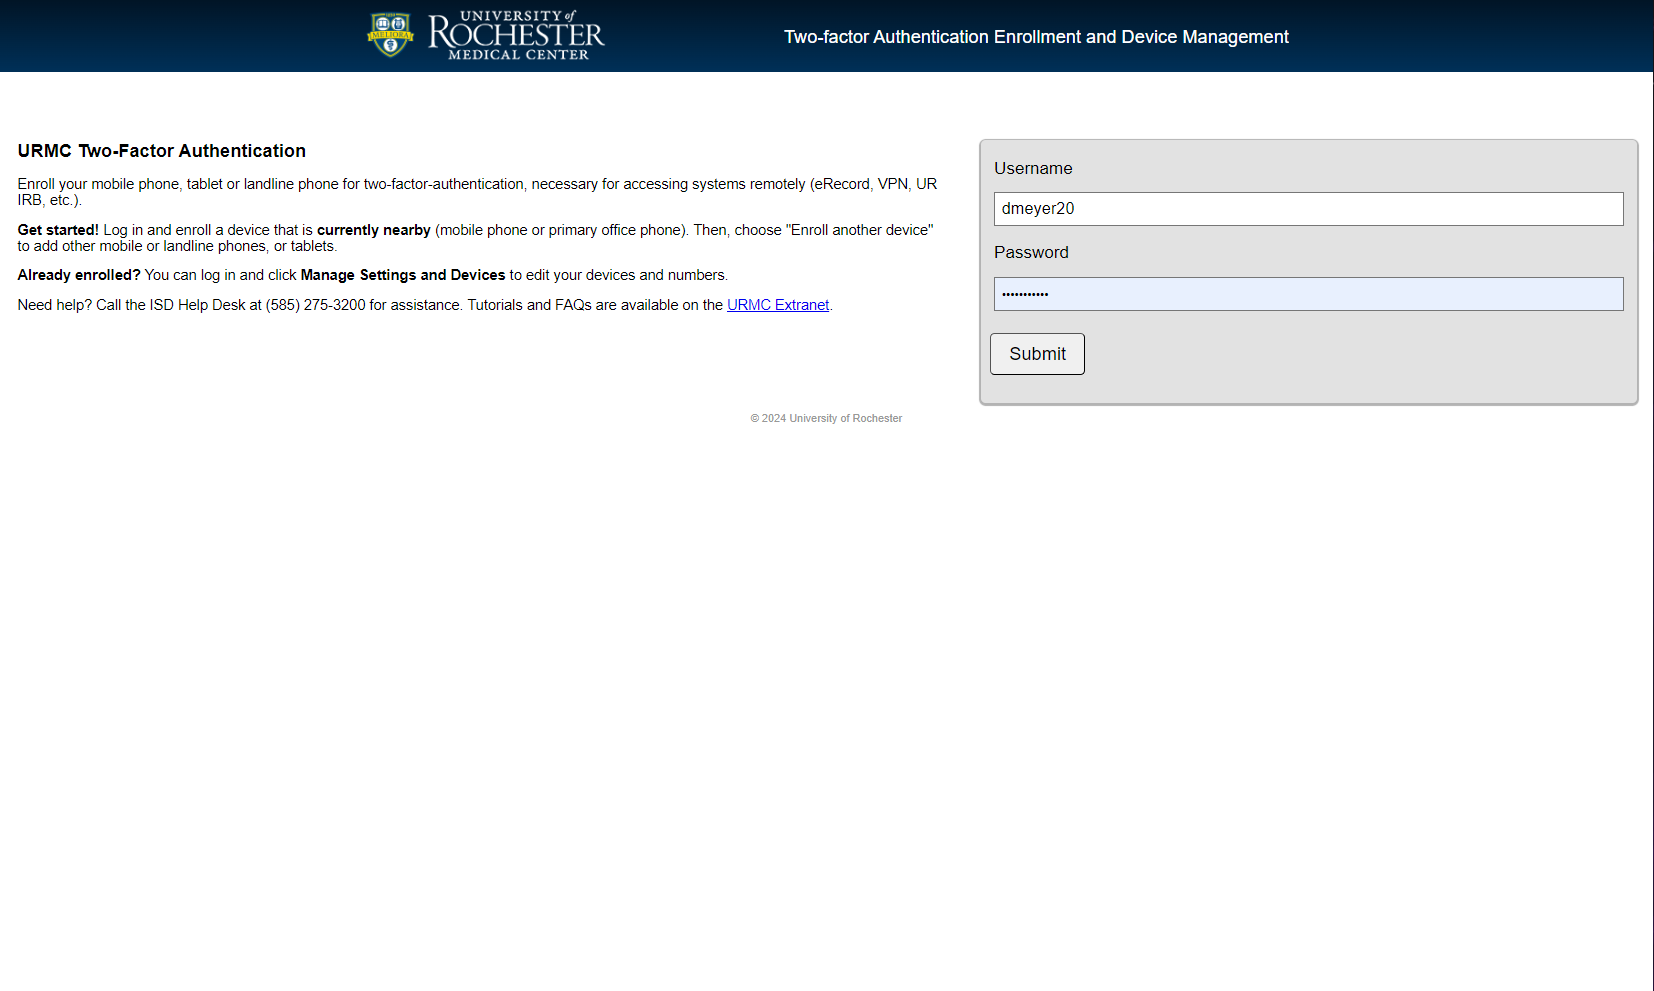 UNIVERSITY of
ROCHESTER
MEDICAL CENTER
MELIORA
Two-factor Authentication Enrollment and Device Management
URMC Two-Factor Authentication
Enroll your mobile phone, tablet or landline phone for two-factor-authentication, necessary for accessing systems remotely (eRecord, VPN, UR
IRB, etc.).
Get started! Log in and enroll a device that is currently nearby (mobile phone or primary office phone). Then, choose "Enroll another device"
to add other mobile or landline phones, or tablets.
Already enrolled? You can log in and click Manage Settings and Devices to edit your devices and numbers.
Need help? Call the ISD Help Desk at (585) 275-3200 for assistance. Tutorials and FAQs are available on the URMC Extranet.
Username
dmeyer20
Password
•••••••••••
Submit
© 2024 University of Rochester